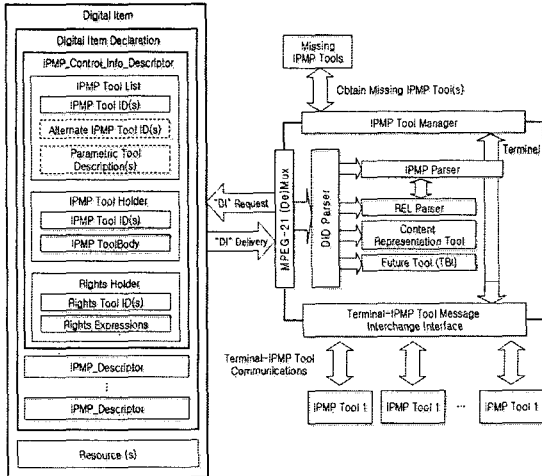 Digital Item
Digital Item Declaration
IPMP_Control_Info_Descriptor
IPMP Tool List
IPMP Tool ID(s)
Alternate IPMP Tool ID(s)
Parametric Tool
Description(s)
IPMP Tool Holder
IPMP Tool ID(s)
IPMP ToolBody
Rights Holder
Rights Tool ID(s)
Rights Expressions
IPMP_Descriptor
⋮
IPMP_Descriptor
Resource (s)
"DI" Request
"DI" Delivery
Missing
IPMP Tools
Obtain Missing IPMP Tool(s)
IPMP Tool Manager
Terminal
MPEG-21 (De)Mux
DID Parser
IPMP Parser
REL Parser
Content
Representation Tool
Future Tool (TBI)
Terminal-IPMP Tool Message
Interchange Interface
Terminal-IPMP Tool
Communications
IPMP Tool 1
IPMP Tool 1
...
IPMP Tool 1